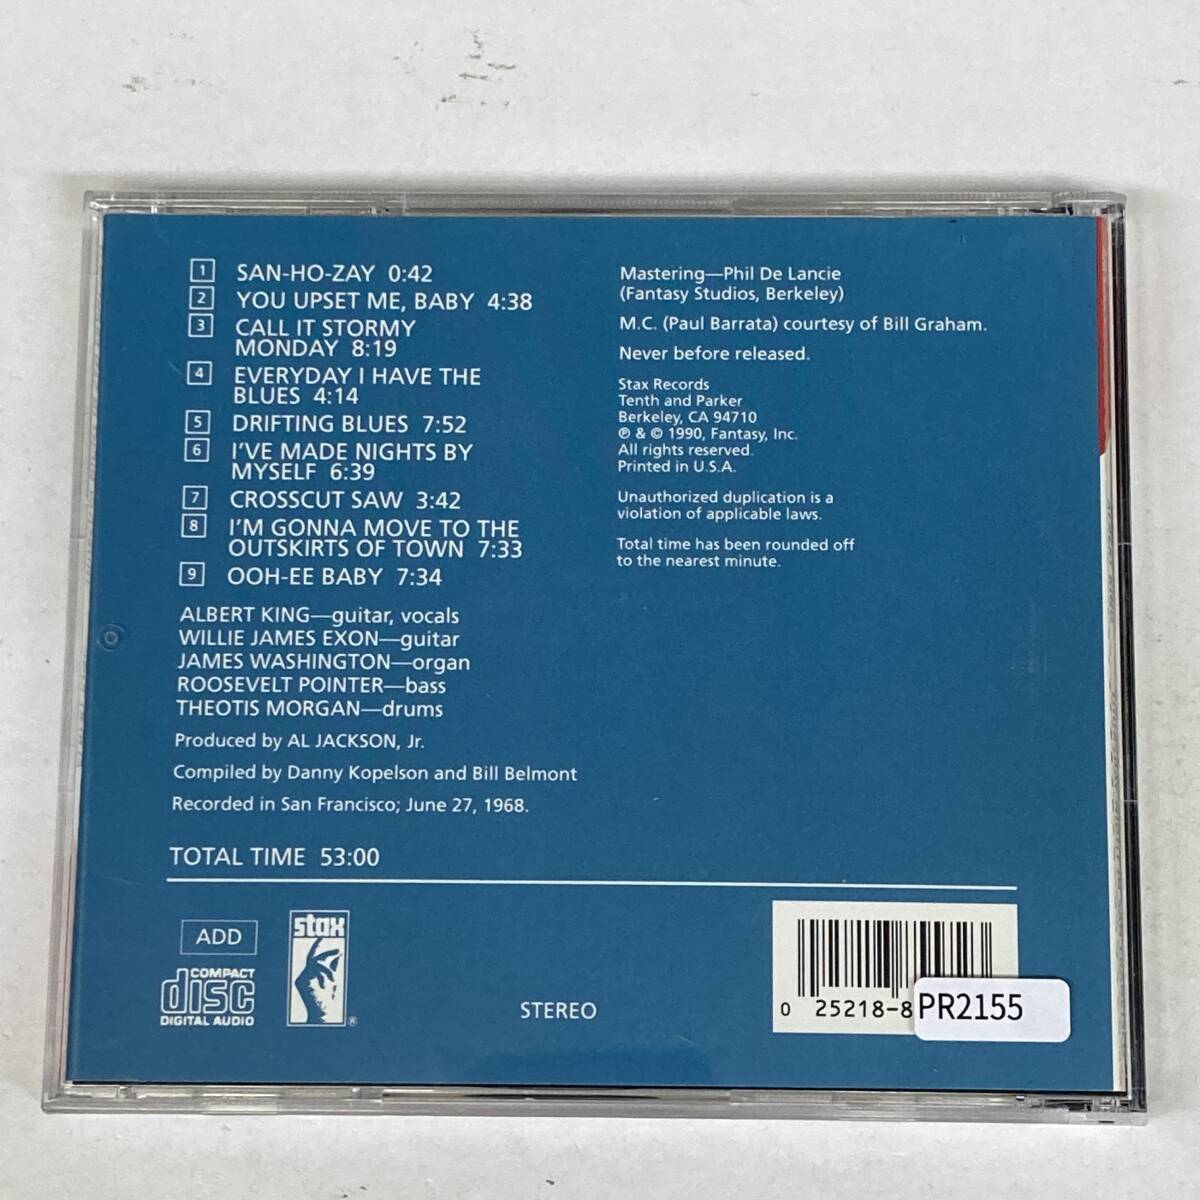 1 SAN-HO-ZAY 0:42
2 YOU UPSET ME, BABY 4:38
3 CALL IT STORMY
MONDAY 8:19
4 EVERYDAY I HAVE THE
BLUES 4:14
5 DRIFTING BLUES 7:52
6 I'VE MADE NIGHTS BY
MYSELF 6:39
7 CROSSCUT SAW 3:42
8 I'M GONNA MOVE TO THE
OUTSKIRTS OF TOWN 7:33
9 OOH-EE BABY 7:34
ALBERT KING—guitar, vocals
WILLIE JAMES EXON—guitar
JAMES WASHINGTON—organ
ROOSEVELT POINTER—bass
THEOTIS MORGAN—drums
Produced by AL JACKSON, Jr.
Compiled by Danny Kopelson and Bill Belmont
Recorded in San Francisco; June 27, 1968.
TOTAL TIME 53:00
Mastering—Phil De Lancie
(Fantasy Studios, Berkeley)
M.C. (Paul Barrata) courtesy of Bill Graham.
Never before released.
Stax Records
Tenth and Parker
Berkeley, CA 94710
℗ & © 1990, Fantasy, Inc.
All rights reserved.
Printed in U.S.A.
Unauthorized duplication is a
violation of applicable laws.
Total time has been rounded off
to the nearest minute.
ADD
COMPACT
disc
DIGITAL AUDIO
stax
®
STEREO
0 25218-8
PR2155